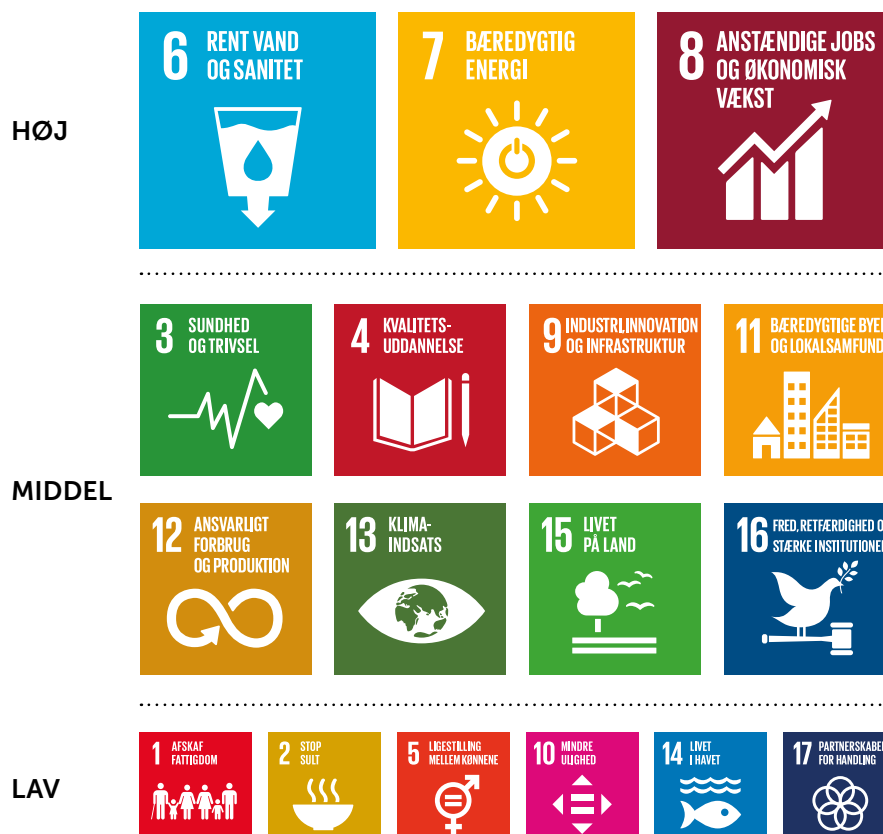 HØJ
6 RENT VAND
OG SANITET
7 BÆREDYGTIG
ENERGI
8 ANSTÆNDIGE JOBS
OG ØKONOMISK
VÆKST
MIDDEL
3 SUNDHED
OG TRIVSEL
4 KVALITETS-
UDDANNELSE
9 INDUSTRI, INNOVATION
OG INFRASTRUKTUR
11 BÆREDYGTIGE BYER
OG LOKALSAMFUND
12 ANSVARLIGT
FORBRUG
OG PRODUKTION
13 KLIMA-
INDSATS
15 LIVET
PÅ LAND
16 FRED, RETFÆRDIGHED O
STÆRKE INSTITUTIONER
LAV
1 AFSKAF
FATTIGDOM
2 STOP
SULT
5 LIGESTILLING
MELLEM KØNNENE
10 MINDRE
ULIGHED
14 LIVET
I HAVET
17 PARTNERSKABER
FOR HANDLING